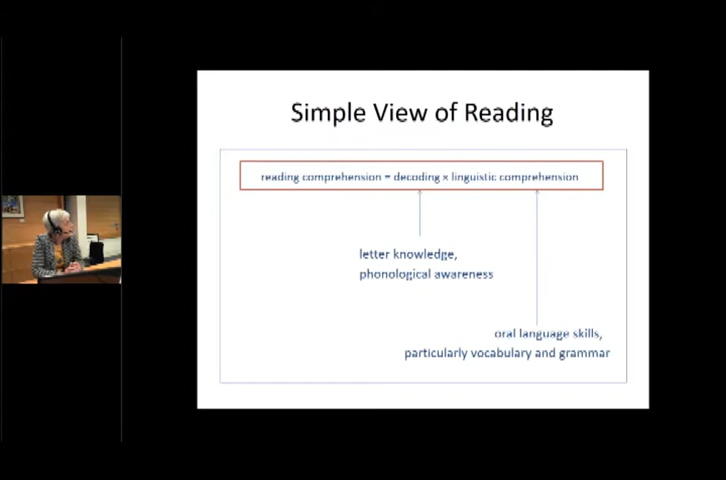 Simple View of Reading
reading comprehension = decoding × linguistic comprehension
letter knowledge,
phonological awareness
oral language skills,
particularly vocabulary and grammar